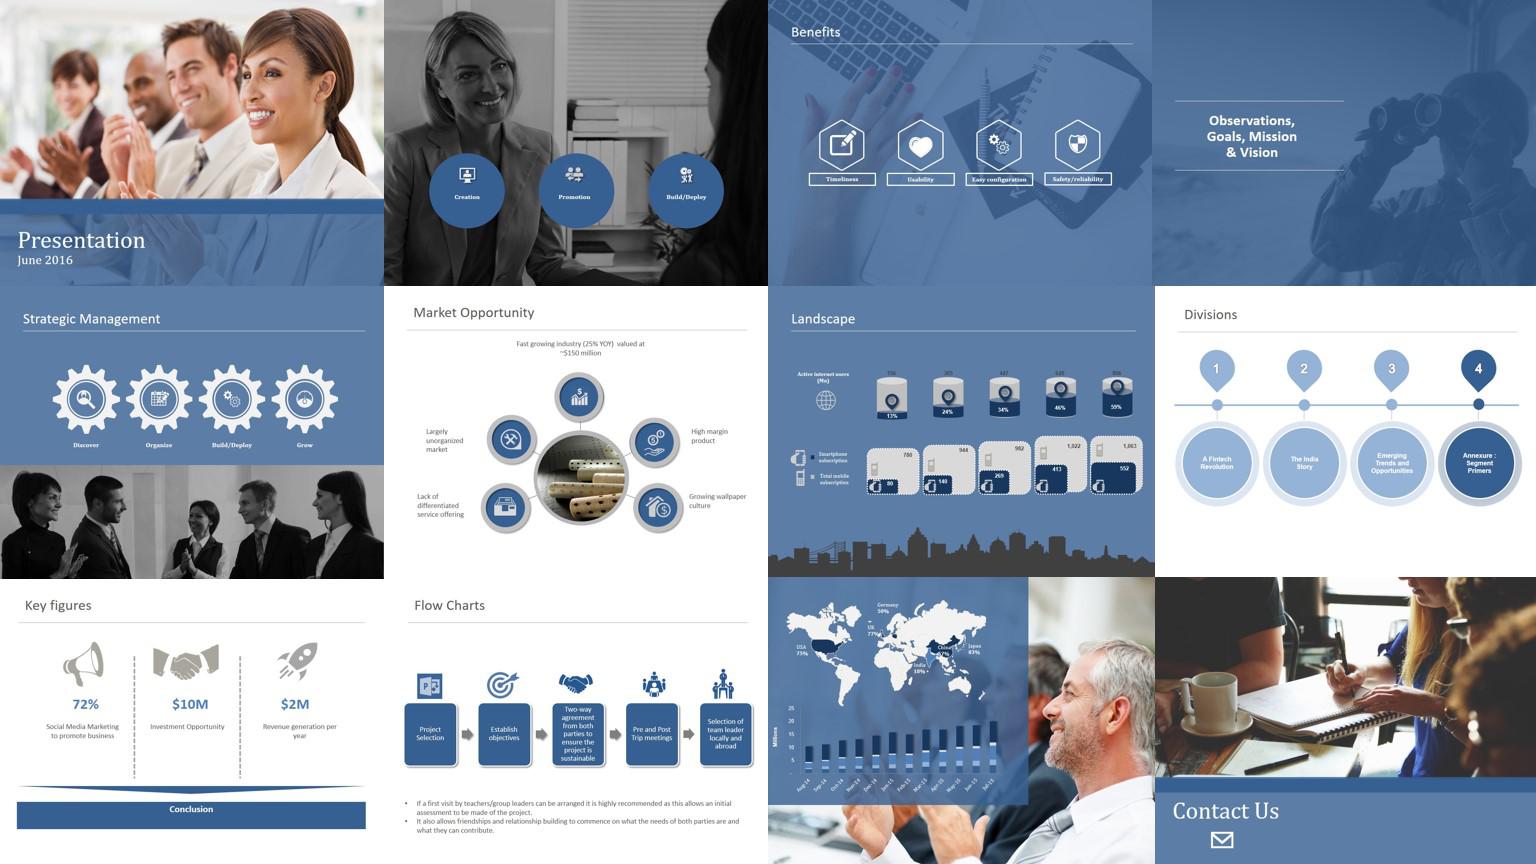 Presentation
June 2016
Creation
Promotion
Build/Deploy
Benefits
Timeliness
Usability
Easy configuration
Safety/reliability
Observations,
Goals, Mission
& Vision
Strategic Management
Discover
Organize
Build/Deploy
Grow
Market Opportunity
Fast growing industry (25% YOY) valued at
~$150 million
Largely
unorganized
market
High margin
product
Lack of
differentiated
service offering
Growing wallpaper
culture
Landscape
Active internet users
(Mn)
13%
24%
34%
46%
59%
Smartphone
subscription
Total mobile
subscription
780
80
944
140
982
269
1,022
413
1,063
552
Divisions
1
2
3
4
A Fintech
Revolution
The India
Story
Emerging
Trends and
Opportunities
Annexure :
Segment
Primers
Key figures
72%
Social Media Marketing
to promote business
$10M
Investment Opportunity
$2M
Revenue generation per
year
Conclusion
Flow Charts
Project
Selection
Establish
objectives
Two-way
agreement
from both
parties to
ensure the
project is
sustainable
Pre and Post
Trip meetings
Selection of
team leader
locally and
abroad
• If a first visit by teachers/group leaders can be arranged it is highly recommended as this allows an initial
assessment to be made of the project.
• It also allows friendships and relationship building to commence on what the needs of both parties are and
what they can contribute.
Germany
50%
UK
77%
USA
75%
China
57%
Japan
83%
India
38%
Millions
25
20
15
10
5
-
Aug-14
Sep-14
Oct-14
Nov-14
Dec-14
Jan-15
Feb-15
Mar-15
Apr-15
May-15
Jun-15
Jul-15
Contact Us